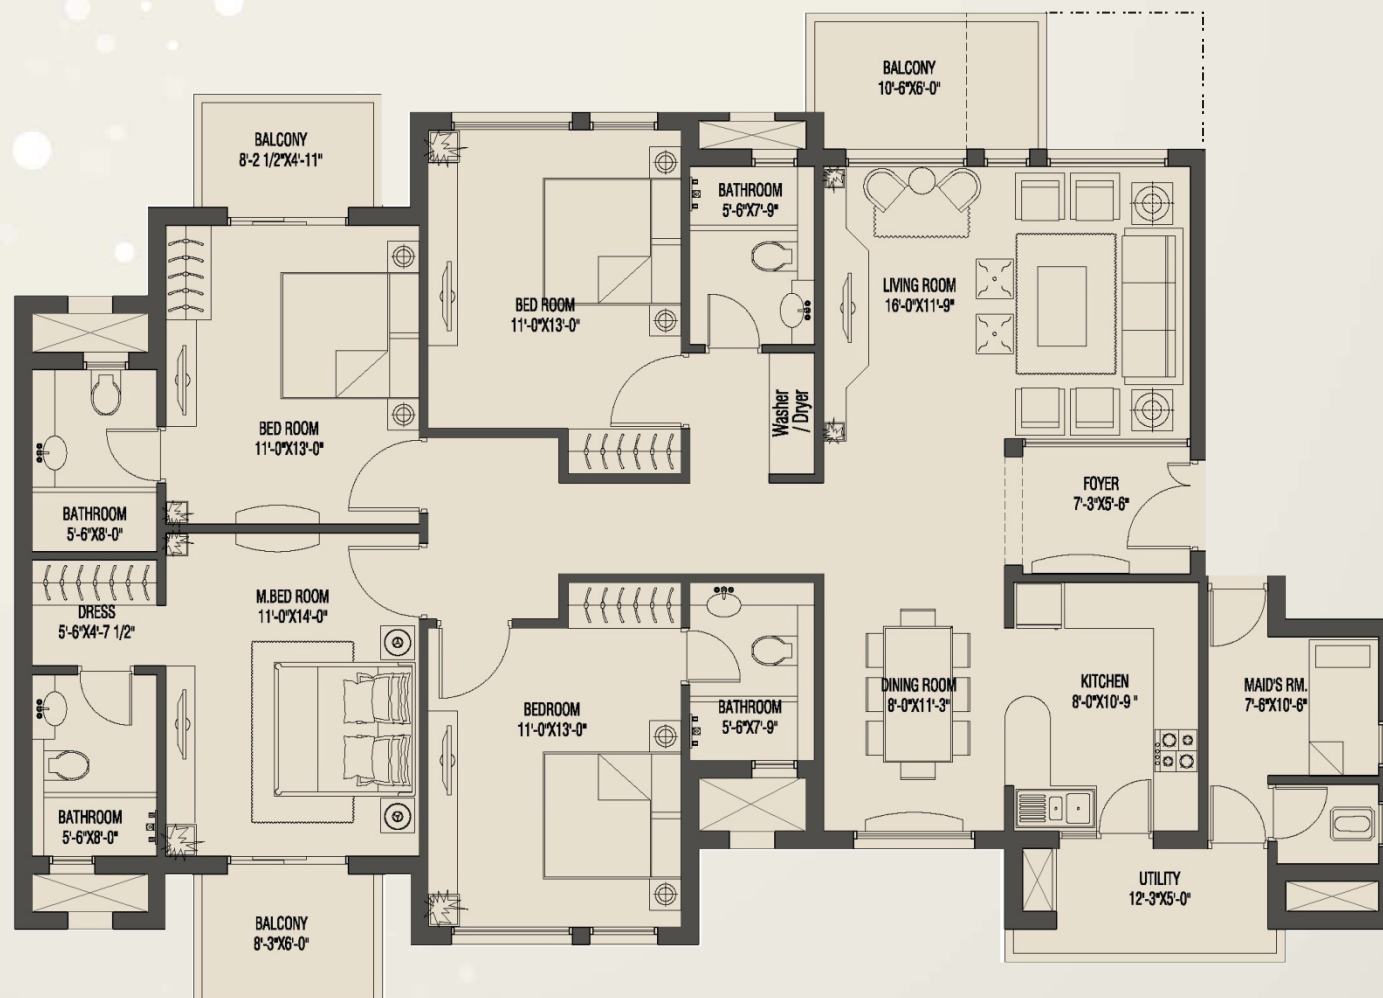 BALCONY
10'-6"X6'-0"
BALCONY
8'-2 1/2"X4'-11"
BATHROOM
5'-6"X7'-9"
BED ROOM
11'-0"X13'-0"
LIVING ROOM
16'-0"X11'-9"
BED ROOM
11'-0"X13'-0"
Washer
/ Dryer
FOYER
7'-3"X5'-6"
BATHROOM
5'-6"X8'-0"
DRESS
5'-6"X4'-7 1/2"
M.BED ROOM
11'-0"X14'-0"
BEDROOM
11'-0"X13'-0"
BATHROOM
5'-6"X7'-9"
DINING ROOM
8'-0"X11'-3"
KITCHEN
8'-0"X10'-9 "
MAID'S RM.
7'-6"X10'-6"
BATHROOM
5'-6"X8'-0"
UTILITY
12'-3"X5'-0"
BALCONY
8'-3"X6'-0"